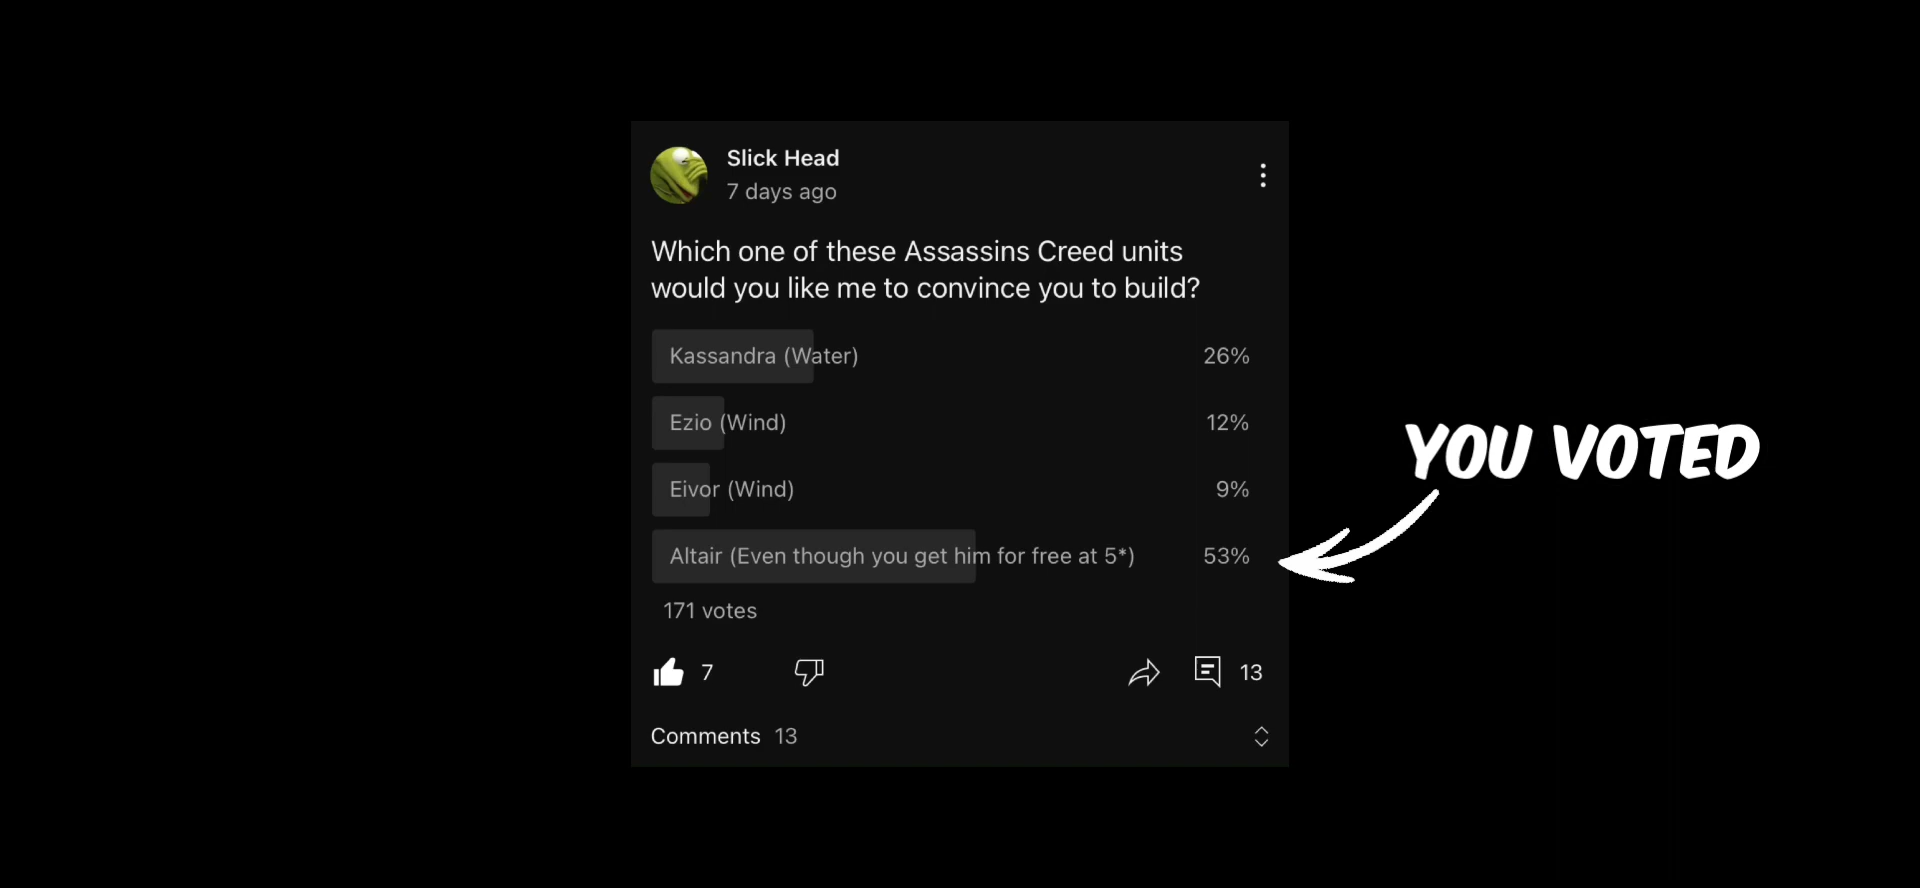 Slick Head
7 days ago
Which one of these Assassins Creed units
would you like me to convince you to build?
Kassandra (Water) 26%
Ezio (Wind) 12%
Eivor (Wind) 9%
Altair (Even though you get him for free at 5*) 53%
YOU VOTED
171 votes
7 13
Comments 13